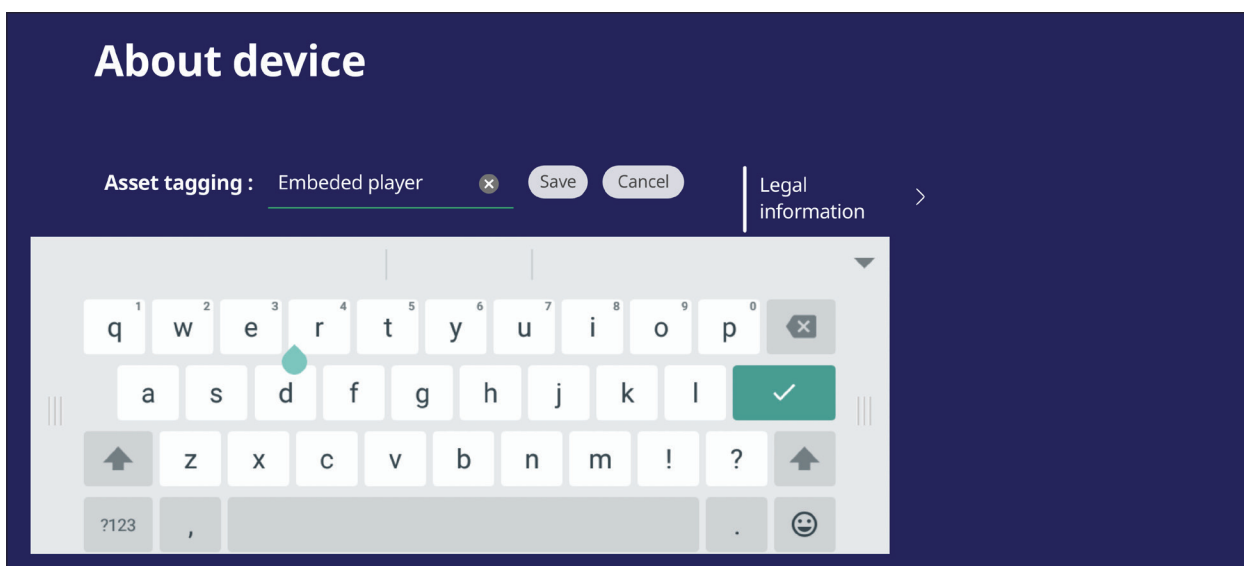 About device
Asset tagging : Embeded player Save Cancel
Legal
information
1 2 3 4 5 6 7 8 9 0
q w e r t y u i o p
a s d f g h j k l
z x c v b n m ! ?
?123 , .